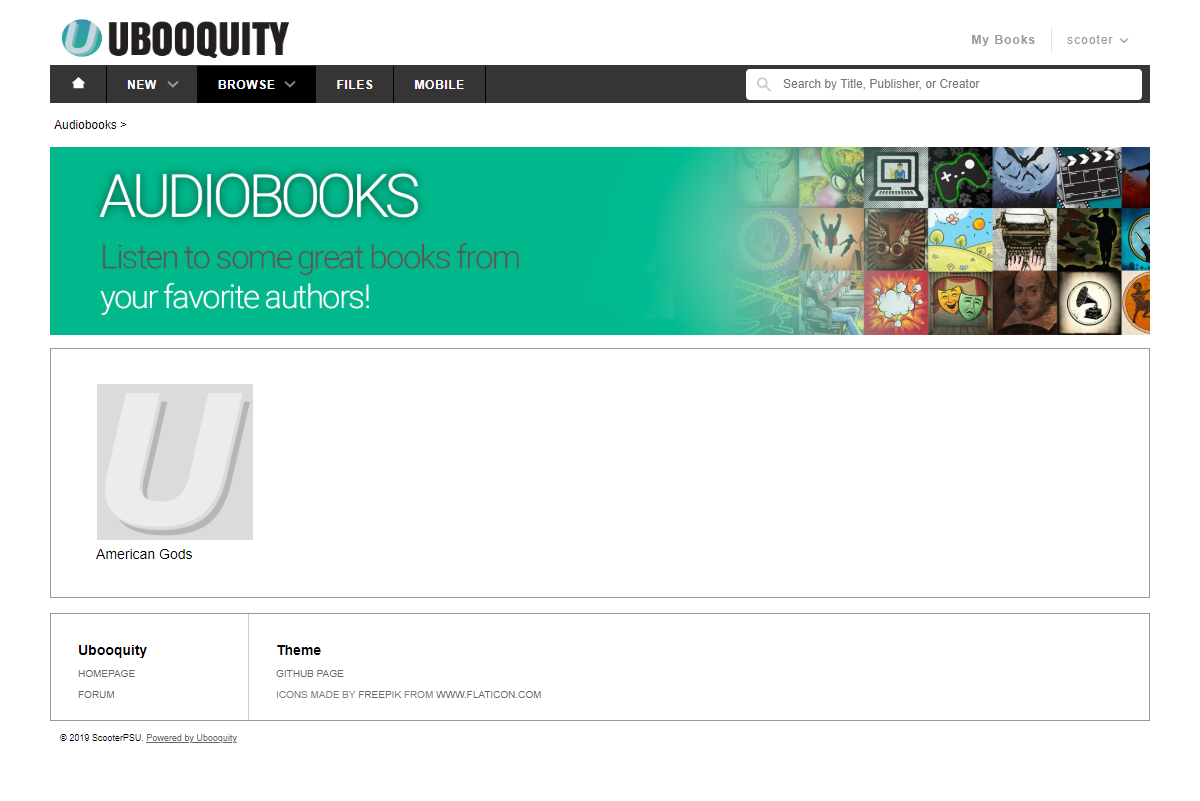 UBOOQUITY
My Books
scooter
NEW
BROWSE
FILES
MOBILE
Search by Title, Publisher, or Creator
Audiobooks >
AUDIOBOOKS
Listen to some great books from
your favorite authors!
U
American Gods
Ubooquity
HOMEPAGE
FORUM
Theme
GITHUB PAGE
ICONS MADE BY FREEPIK FROM WWW.FLATICON.COM
© 2019 ScooterPSU. Powered by Ubooquity